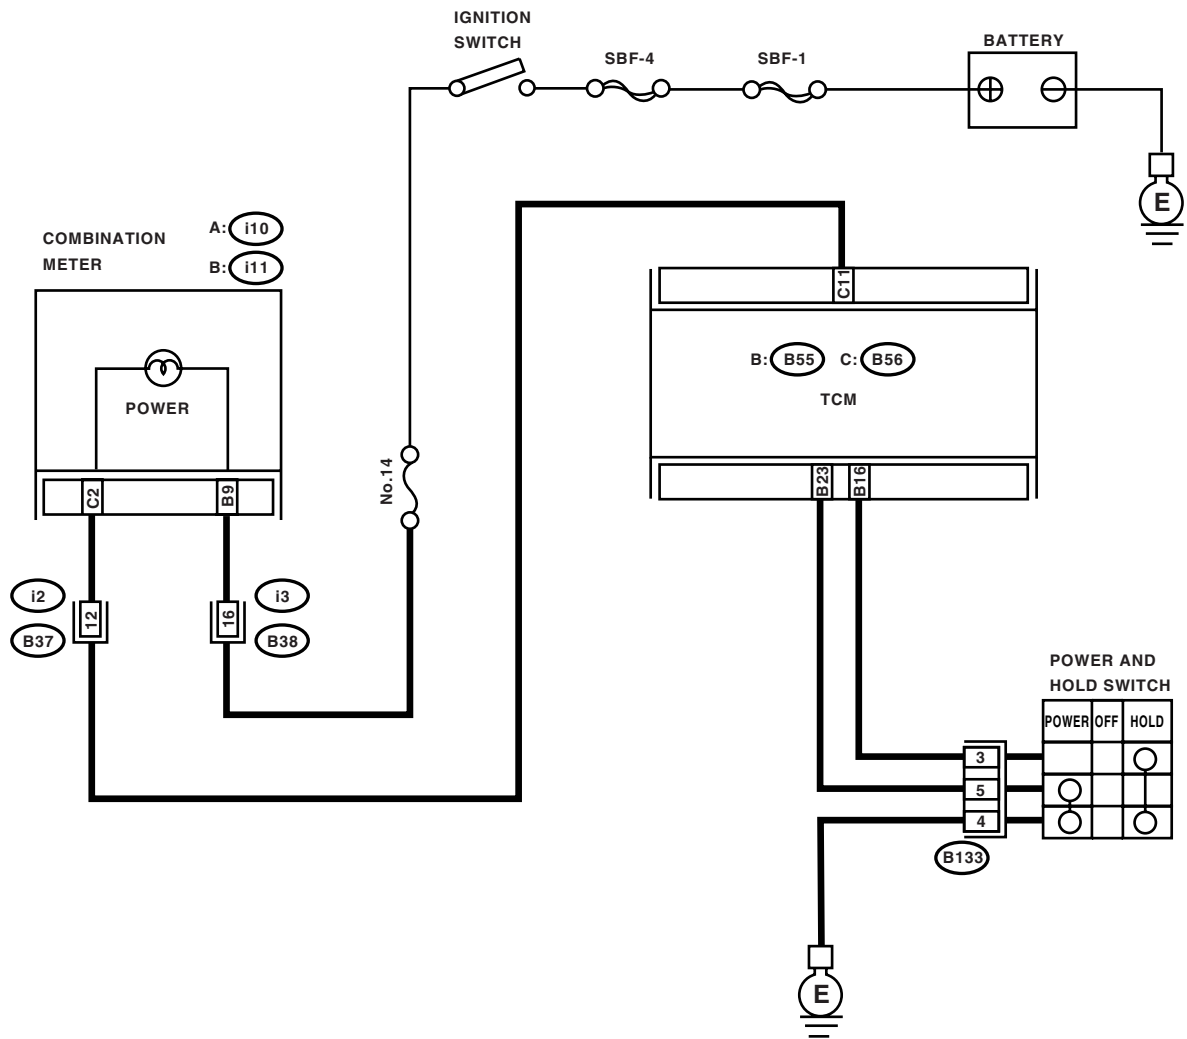 IGNITION
SWITCH
SBF-4
SBF-1
BATTERY
E
COMBINATION
METER
A: i10
B: i11
POWER
C2
B9
No.14
i2
B37
12
16
i3
B38
C11
B: B55 C: B56
TCM
B23
B16
POWER AND
HOLD SWITCH
POWER OFF HOLD
3
5
4
B133
E